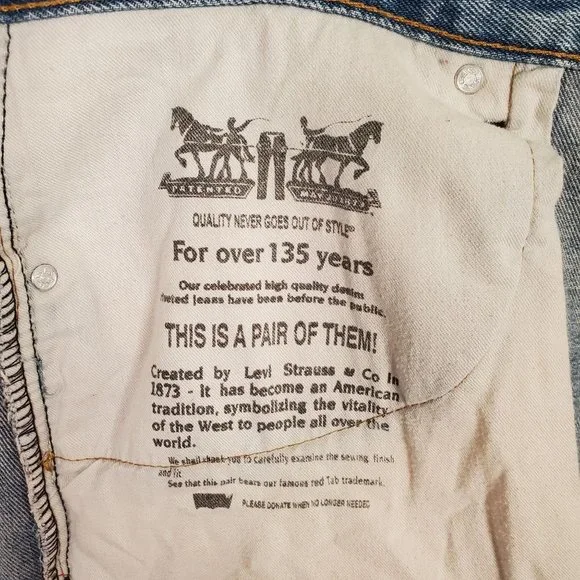 PATENTED MAY 20 1873
QUALITY NEVER GOES OUT OF STYLE®
For over 135 years
Our celebrated high quality denim
riveted jeans have been before the public.
THIS IS A PAIR OF THEM!
Created by Levi Strauss & Co in
1873 - it has become an American
tradition, symbolizing the vitality
of the West to people all over the
world.
We shall thank you to carefully examine the sewing finish
and fit
See that this pair bears our famous red Tab trademark.
PLEASE DONATE WHEN NO LONGER NEEDED